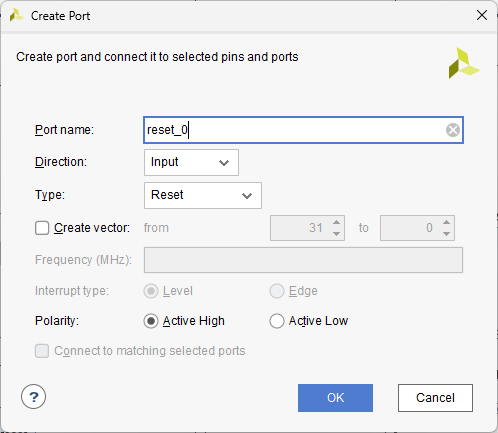 Create Port
Create port and connect it to selected pins and ports
Port name: reset_0
Direction: Input
Type: Reset
Create vector: from 31 to 0
Frequency (MHz):
Interrupt type: Level Edge
Polarity: Active High Active Low
Connect to matching selected ports
? OK Cancel